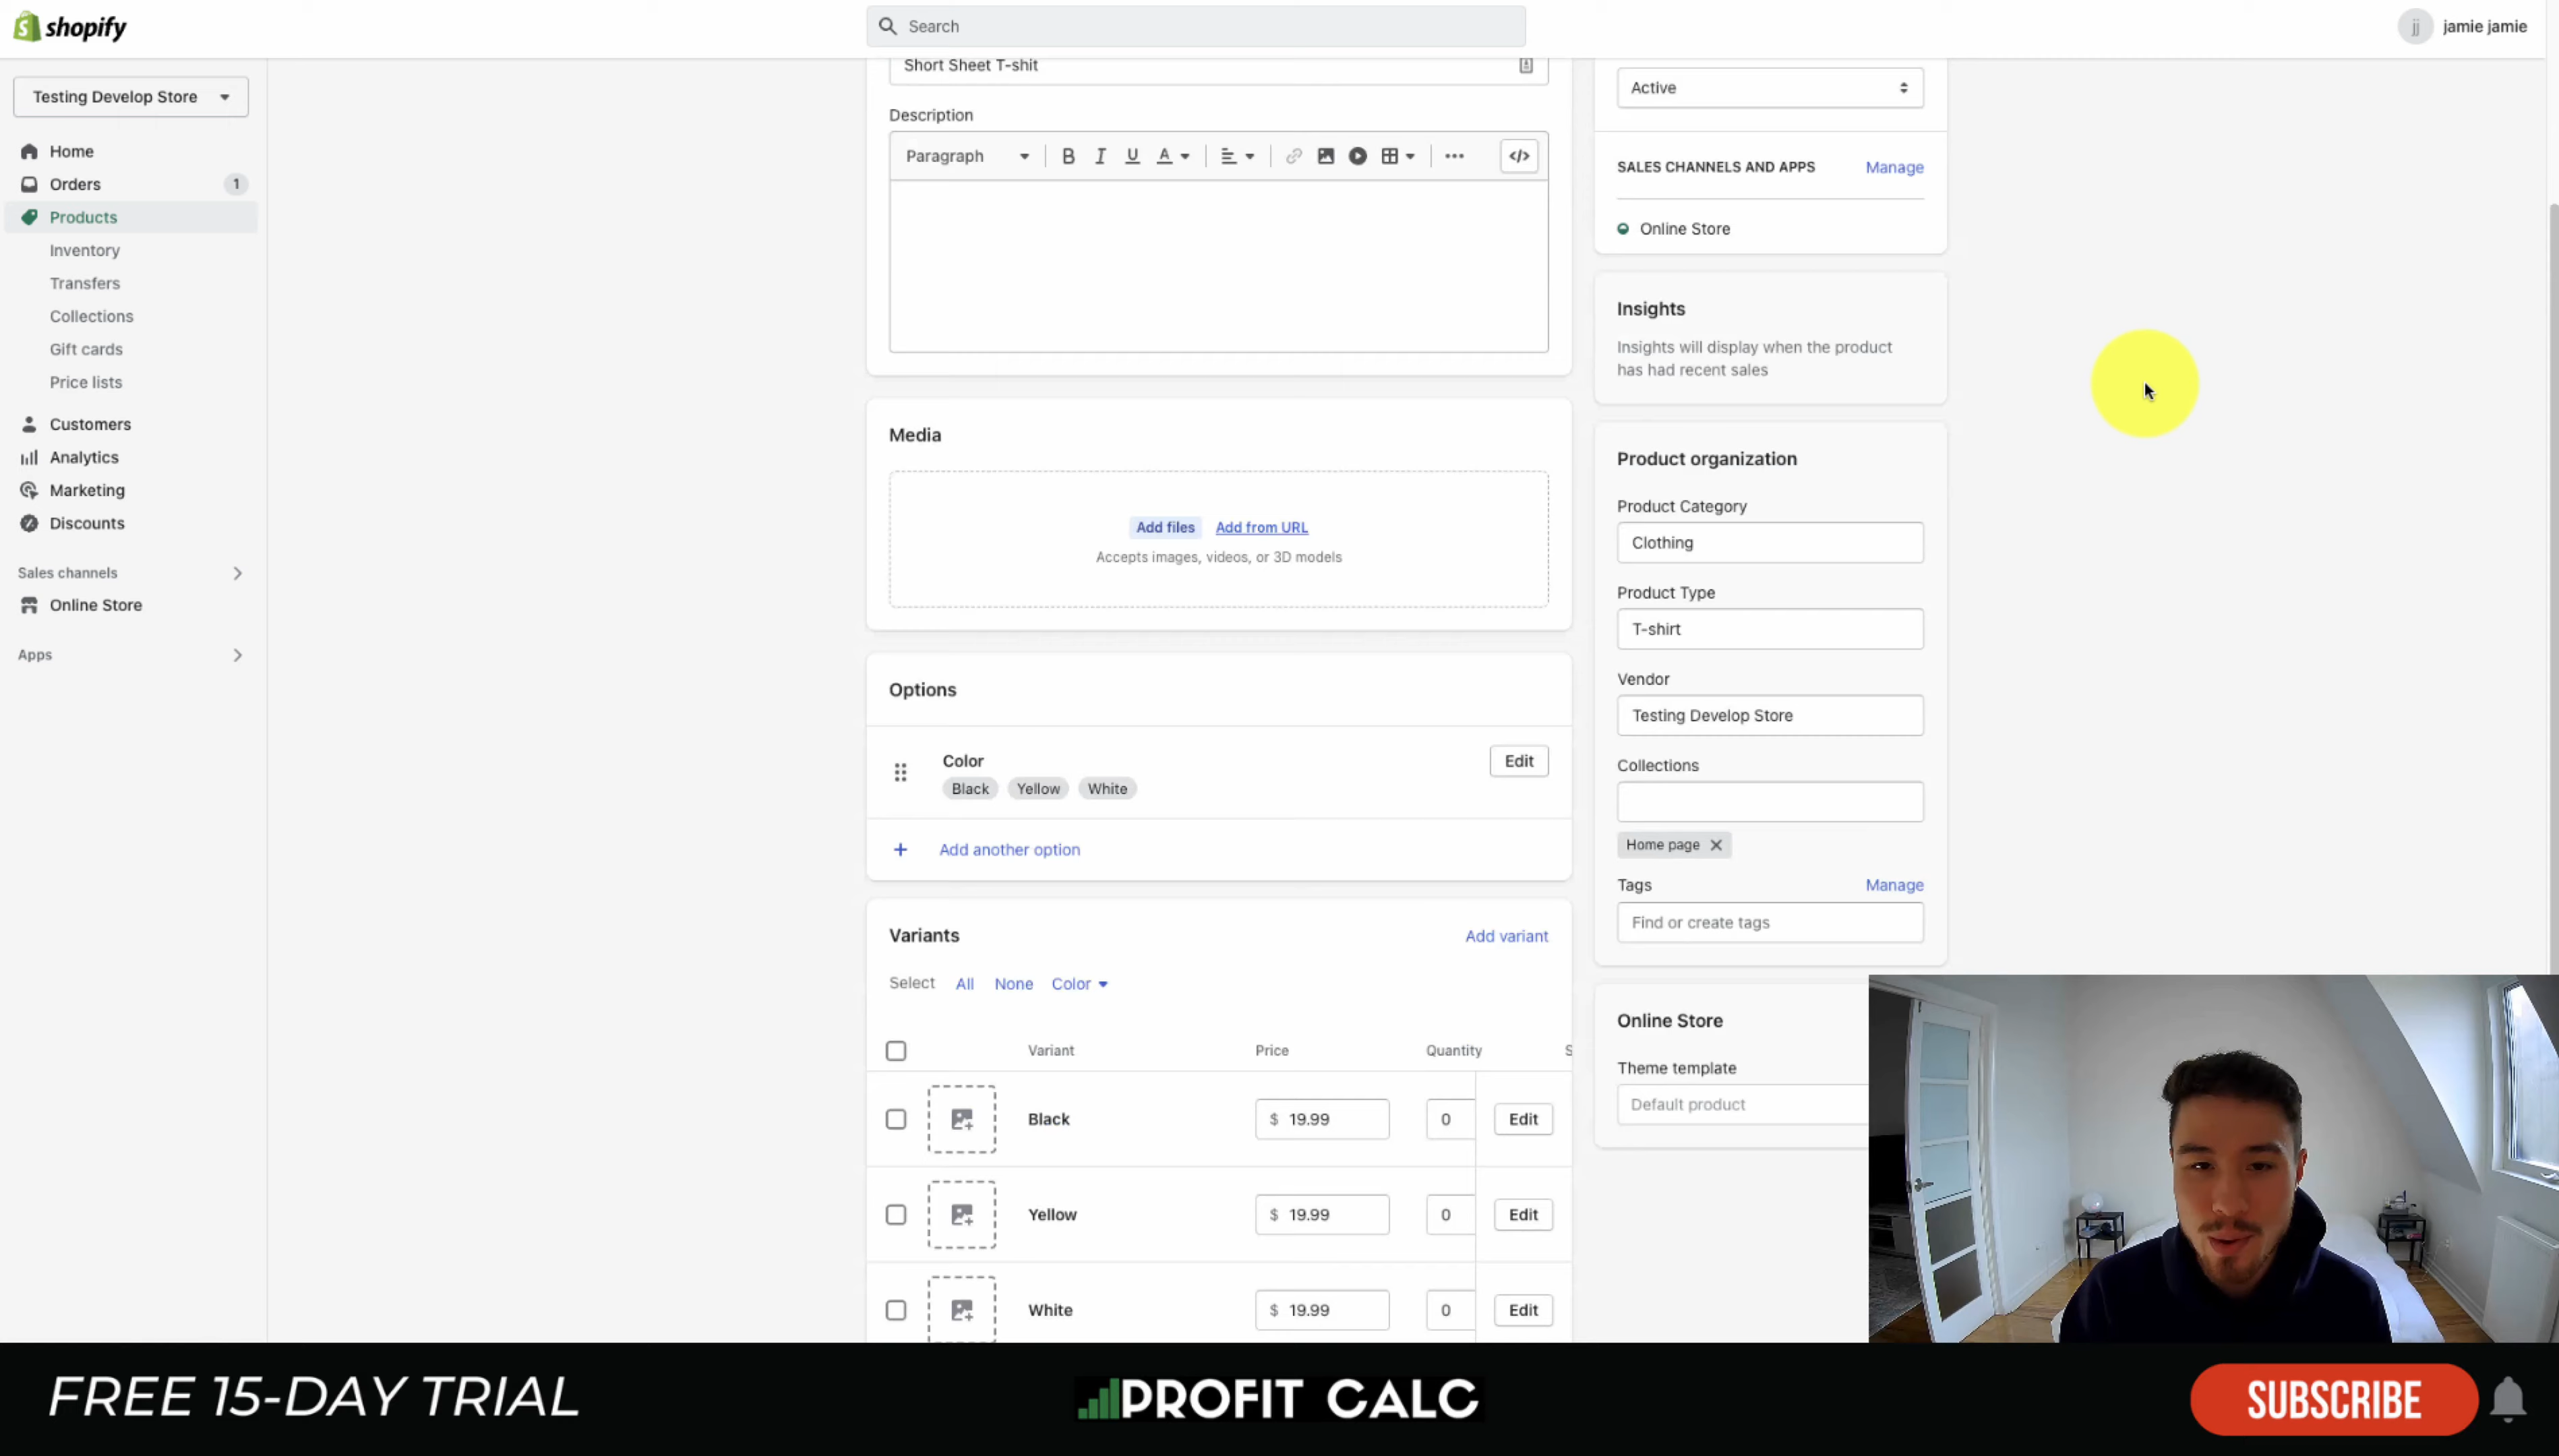 shopify
Search
jj jamie jamie
Testing Develop Store
Home
Orders 1
Products
Inventory
Transfers
Collections
Gift cards
Price lists
Customers
Analytics
Marketing
Discounts
Sales channels
Online Store
Apps
Short Sheet T-shit
Description
Paragraph B I U A
Media
Add files Add from URL
Accepts images, videos, or 3D models
Options
Color Edit
Black Yellow White
+ Add another option
Variants Add variant
Select All None Color
Variant Price Quantity S
Black $ 19.99 0 Edit
Yellow $ 19.99 0 Edit
White $ 19.99 0 Edit
Active
SALES CHANNELS AND APPS Manage
Online Store
Insights
Insights will display when the product
has had recent sales
Product organization
Product Category
Clothing
Product Type
T-shirt
Vendor
Testing Develop Store
Collections
Home page
Tags Manage
Find or create tags
Online Store
Theme template
Default product
FREE 15-DAY TRIAL
PROFIT CALC
SUBSCRIBE